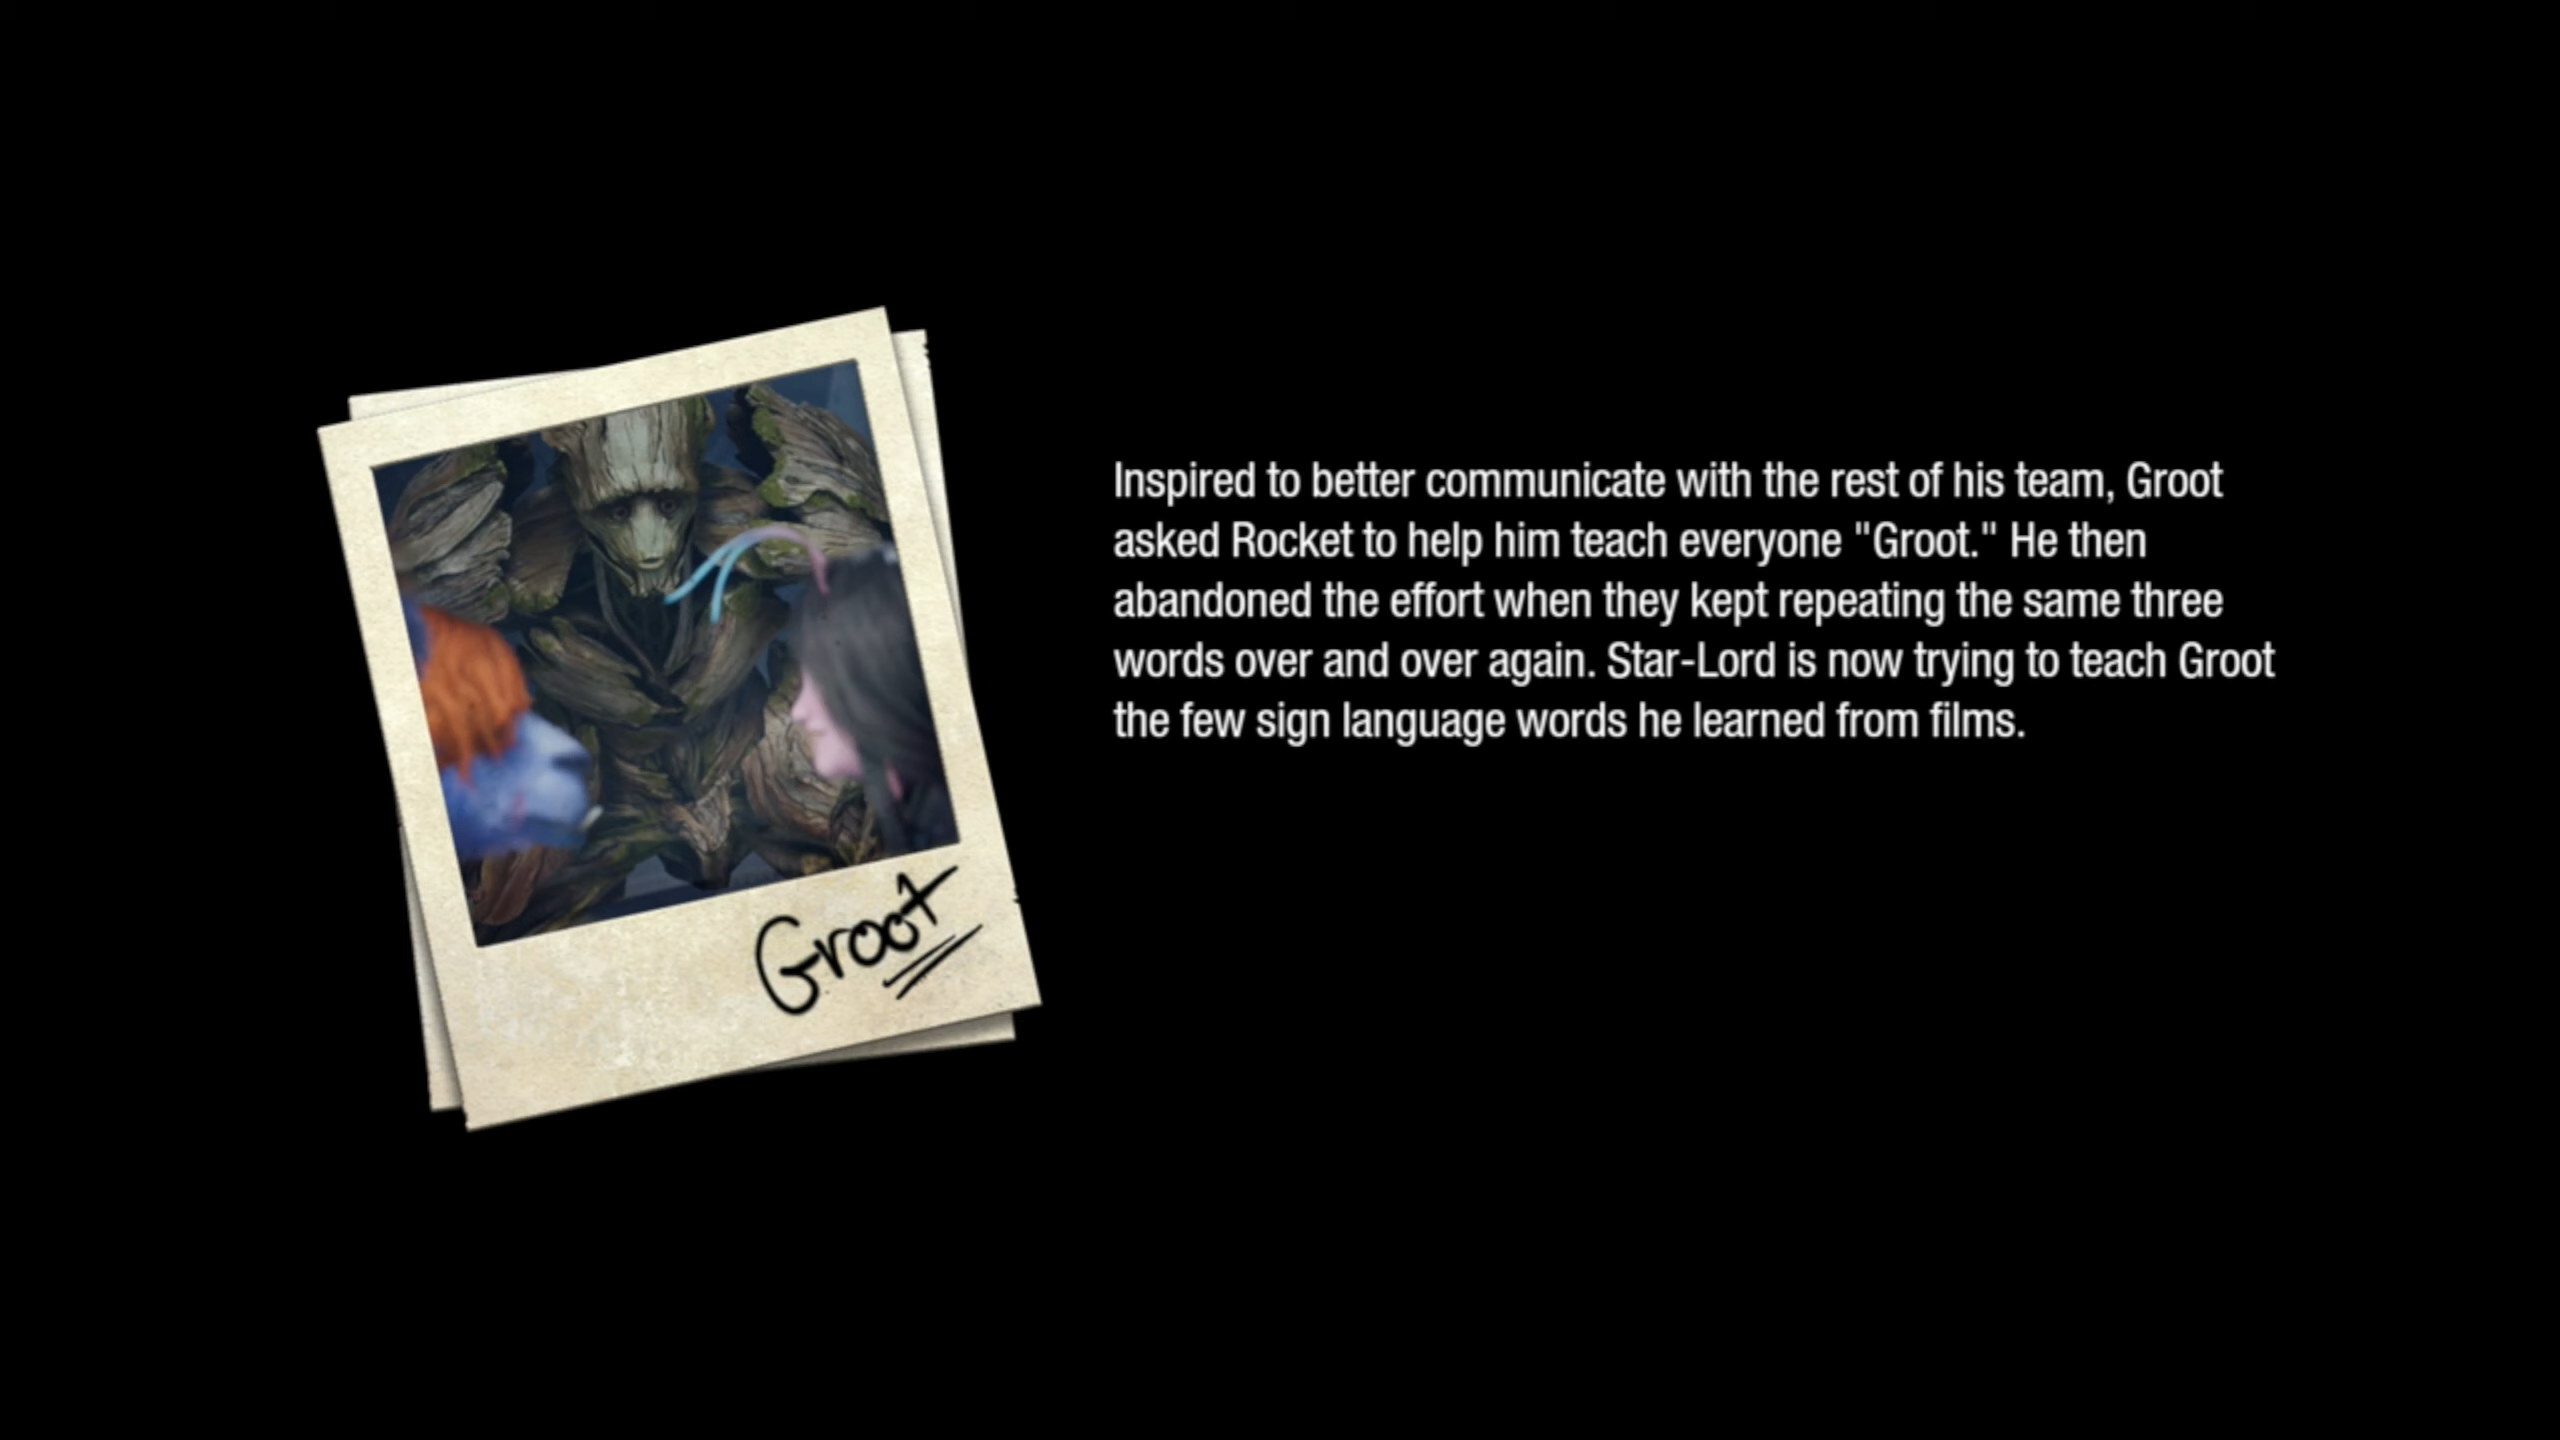 Groot
Inspired to better communicate with the rest of his team, Groot
asked Rocket to help him teach everyone "Groot." He then
abandoned the effort when they kept repeating the same three
words over and over again. Star-Lord is now trying to teach Groot
the few sign language words he learned from films.